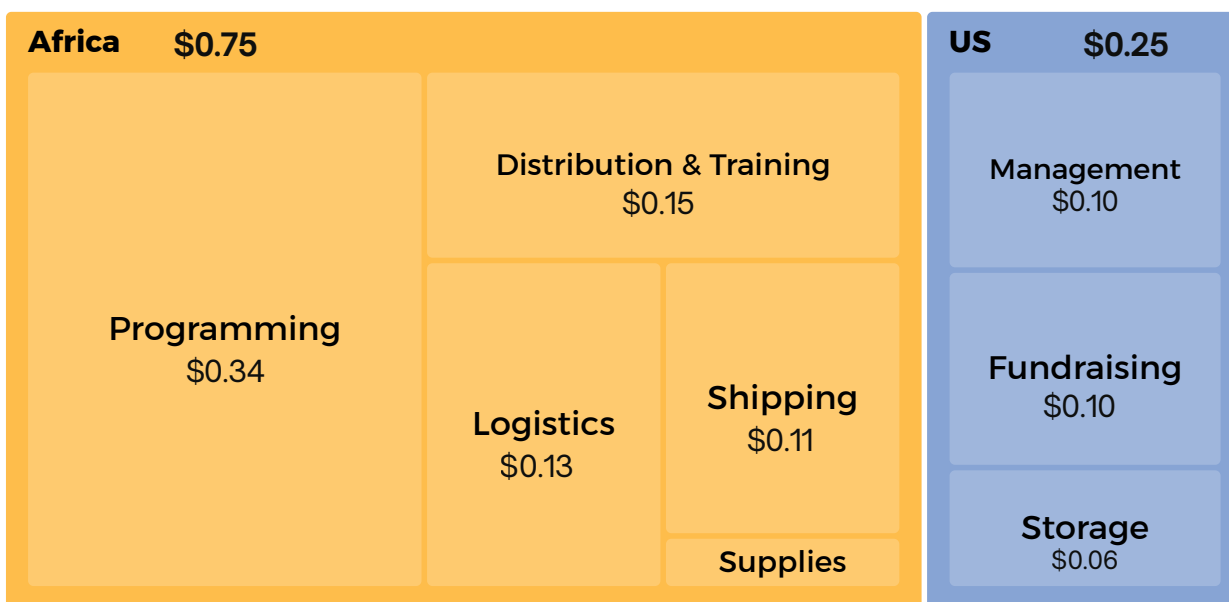 Africa $0.75
Programming
$0.34
Distribution & Training
$0.15
Logistics
$0.13
Shipping
$0.11
Supplies
US $0.25
Management
$0.10
Fundraising
$0.10
Storage
$0.06